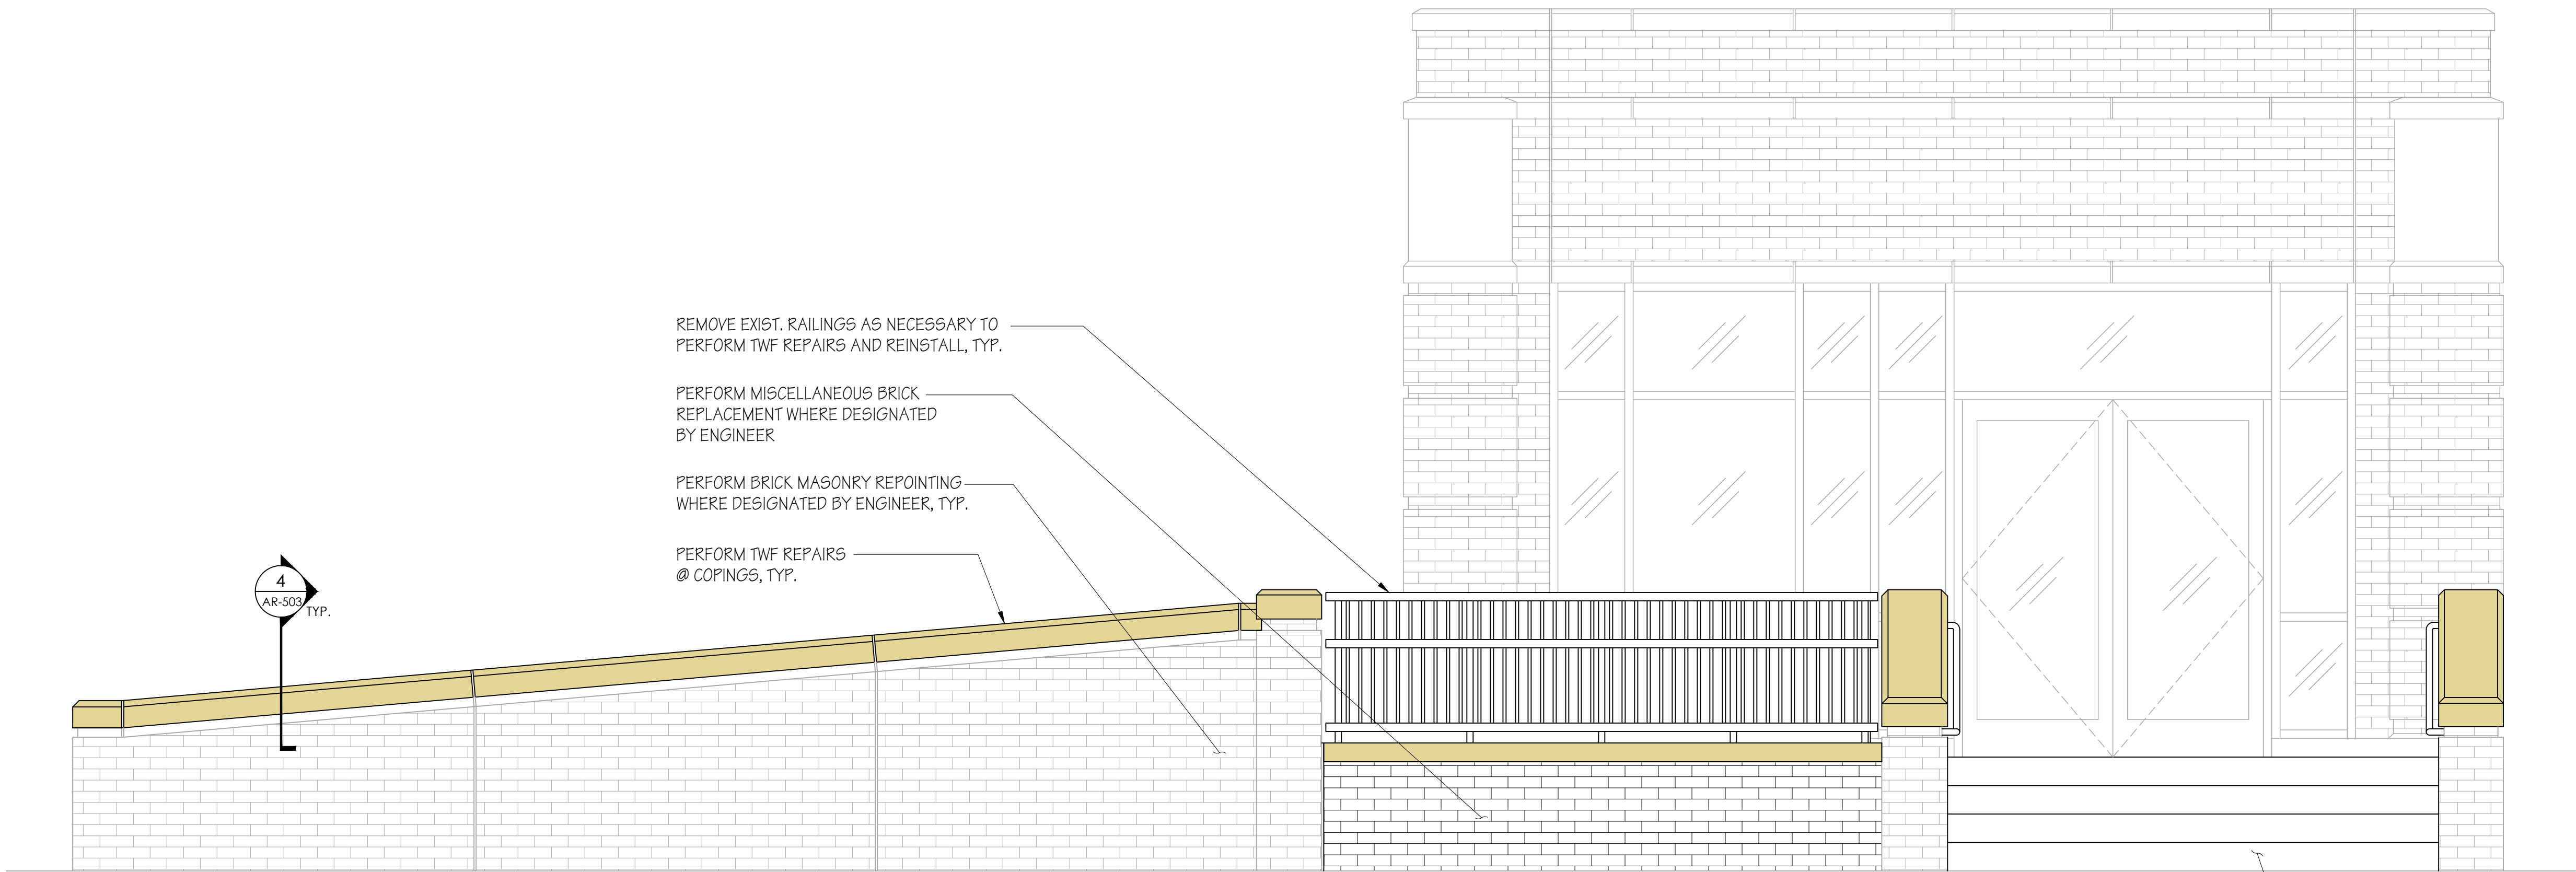 REMOVE EXIST. RAILINGS AS NECESSARY TO
PERFORM TWF REPAIRS AND REINSTALL, TYP.
PERFORM MISCELLANEOUS BRICK
REPLACEMENT WHERE DESIGNATED
BY ENGINEER
PERFORM BRICK MASONRY REPOINTING
WHERE DESIGNATED BY ENGINEER, TYP.
PERFORM TWF REPAIRS
@ COPINGS, TYP.
4
AR-503
TYP.